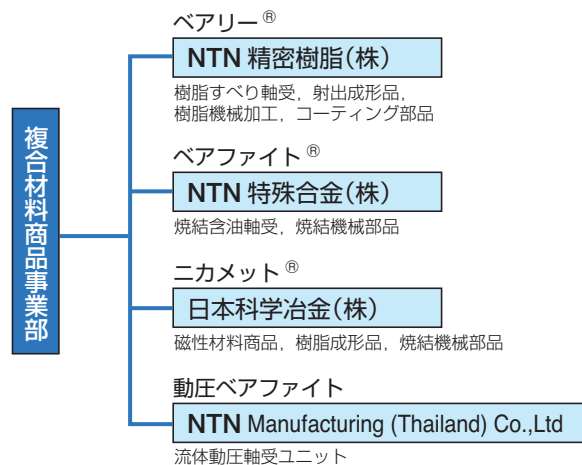 複合材料商品事業部
ベアリー®
NTN 精密樹脂(株)
樹脂すべり軸受，射出成形品，
樹脂機械加工，コーティング部品
ベアファイト®
NTN 特殊合金(株)
焼結含油軸受，焼結機械部品
ニカメット®
日本科学冶金(株)
磁性材料商品，樹脂成形品，焼結機械部品
動圧ベアファイト
NTN Manufacturing (Thailand) Co.,Ltd
流体動圧軸受ユニット